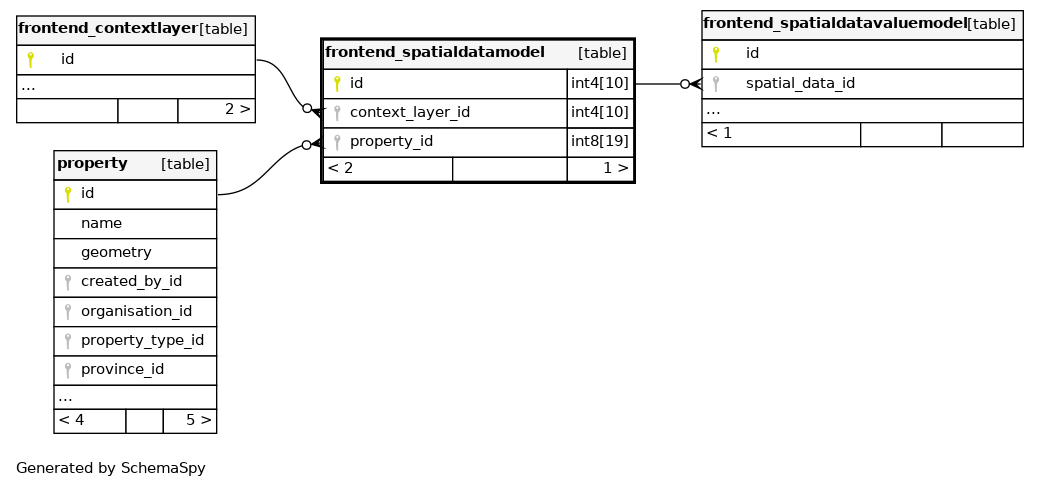 frontend_contextlayer [table]
id
...
2 >
property [table]
id
name
geometry
created_by_id
organisation_id
property_type_id
province_id
...
< 4 5 >
frontend_spatialdatamodel [table]
id int4[10]
context_layer_id int4[10]
property_id int8[19]
< 2 1 >
frontend_spatialdatavaluemodel [table]
id
spatial_data_id
...
< 1
Generated by SchemaSpy